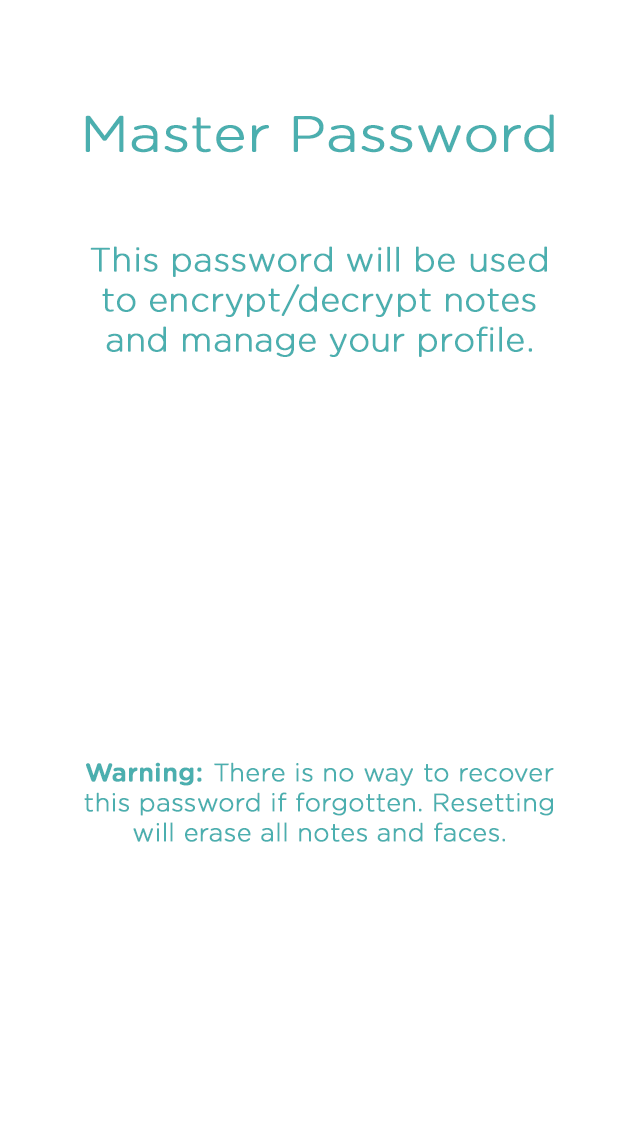 Master Password
This password will be used
to encrypt/decrypt notes
and manage your profile.
Warning: There is no way to recover
this password if forgotten. Resetting
will erase all notes and faces.